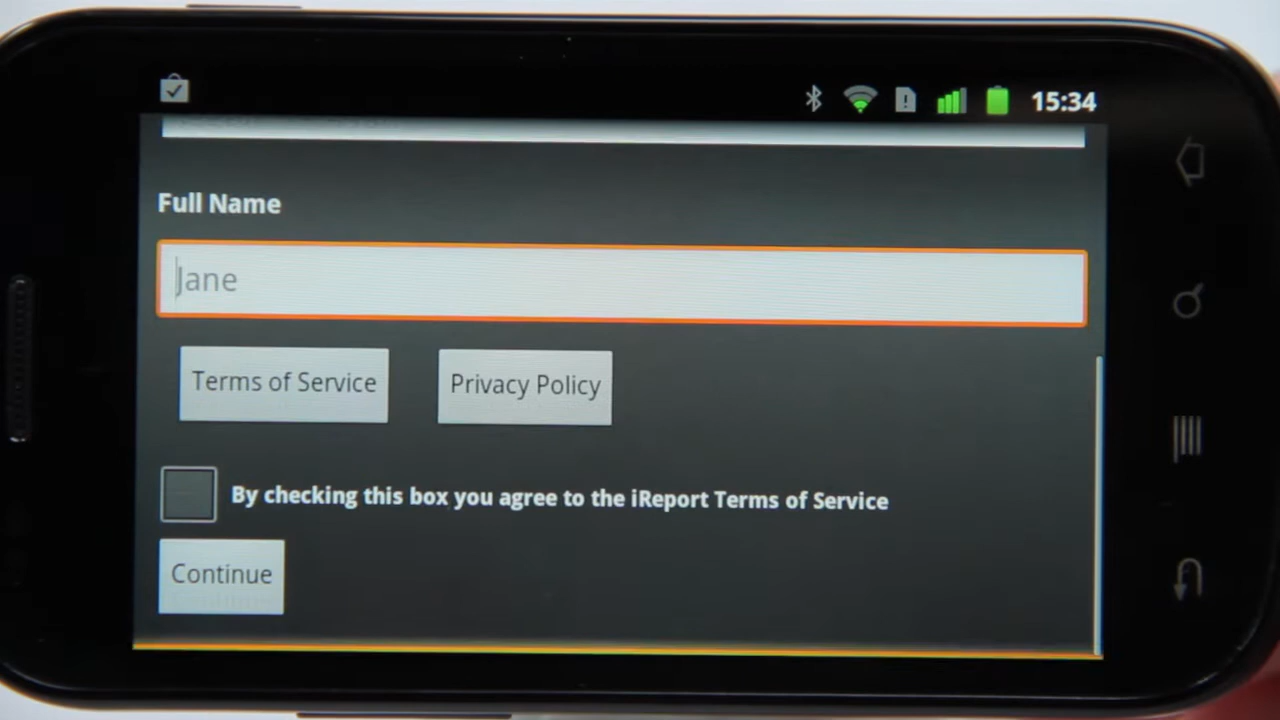 15:34
Full Name
Jane
Terms of Service
Privacy Policy
By checking this box you agree to the iReport Terms of Service
Continue